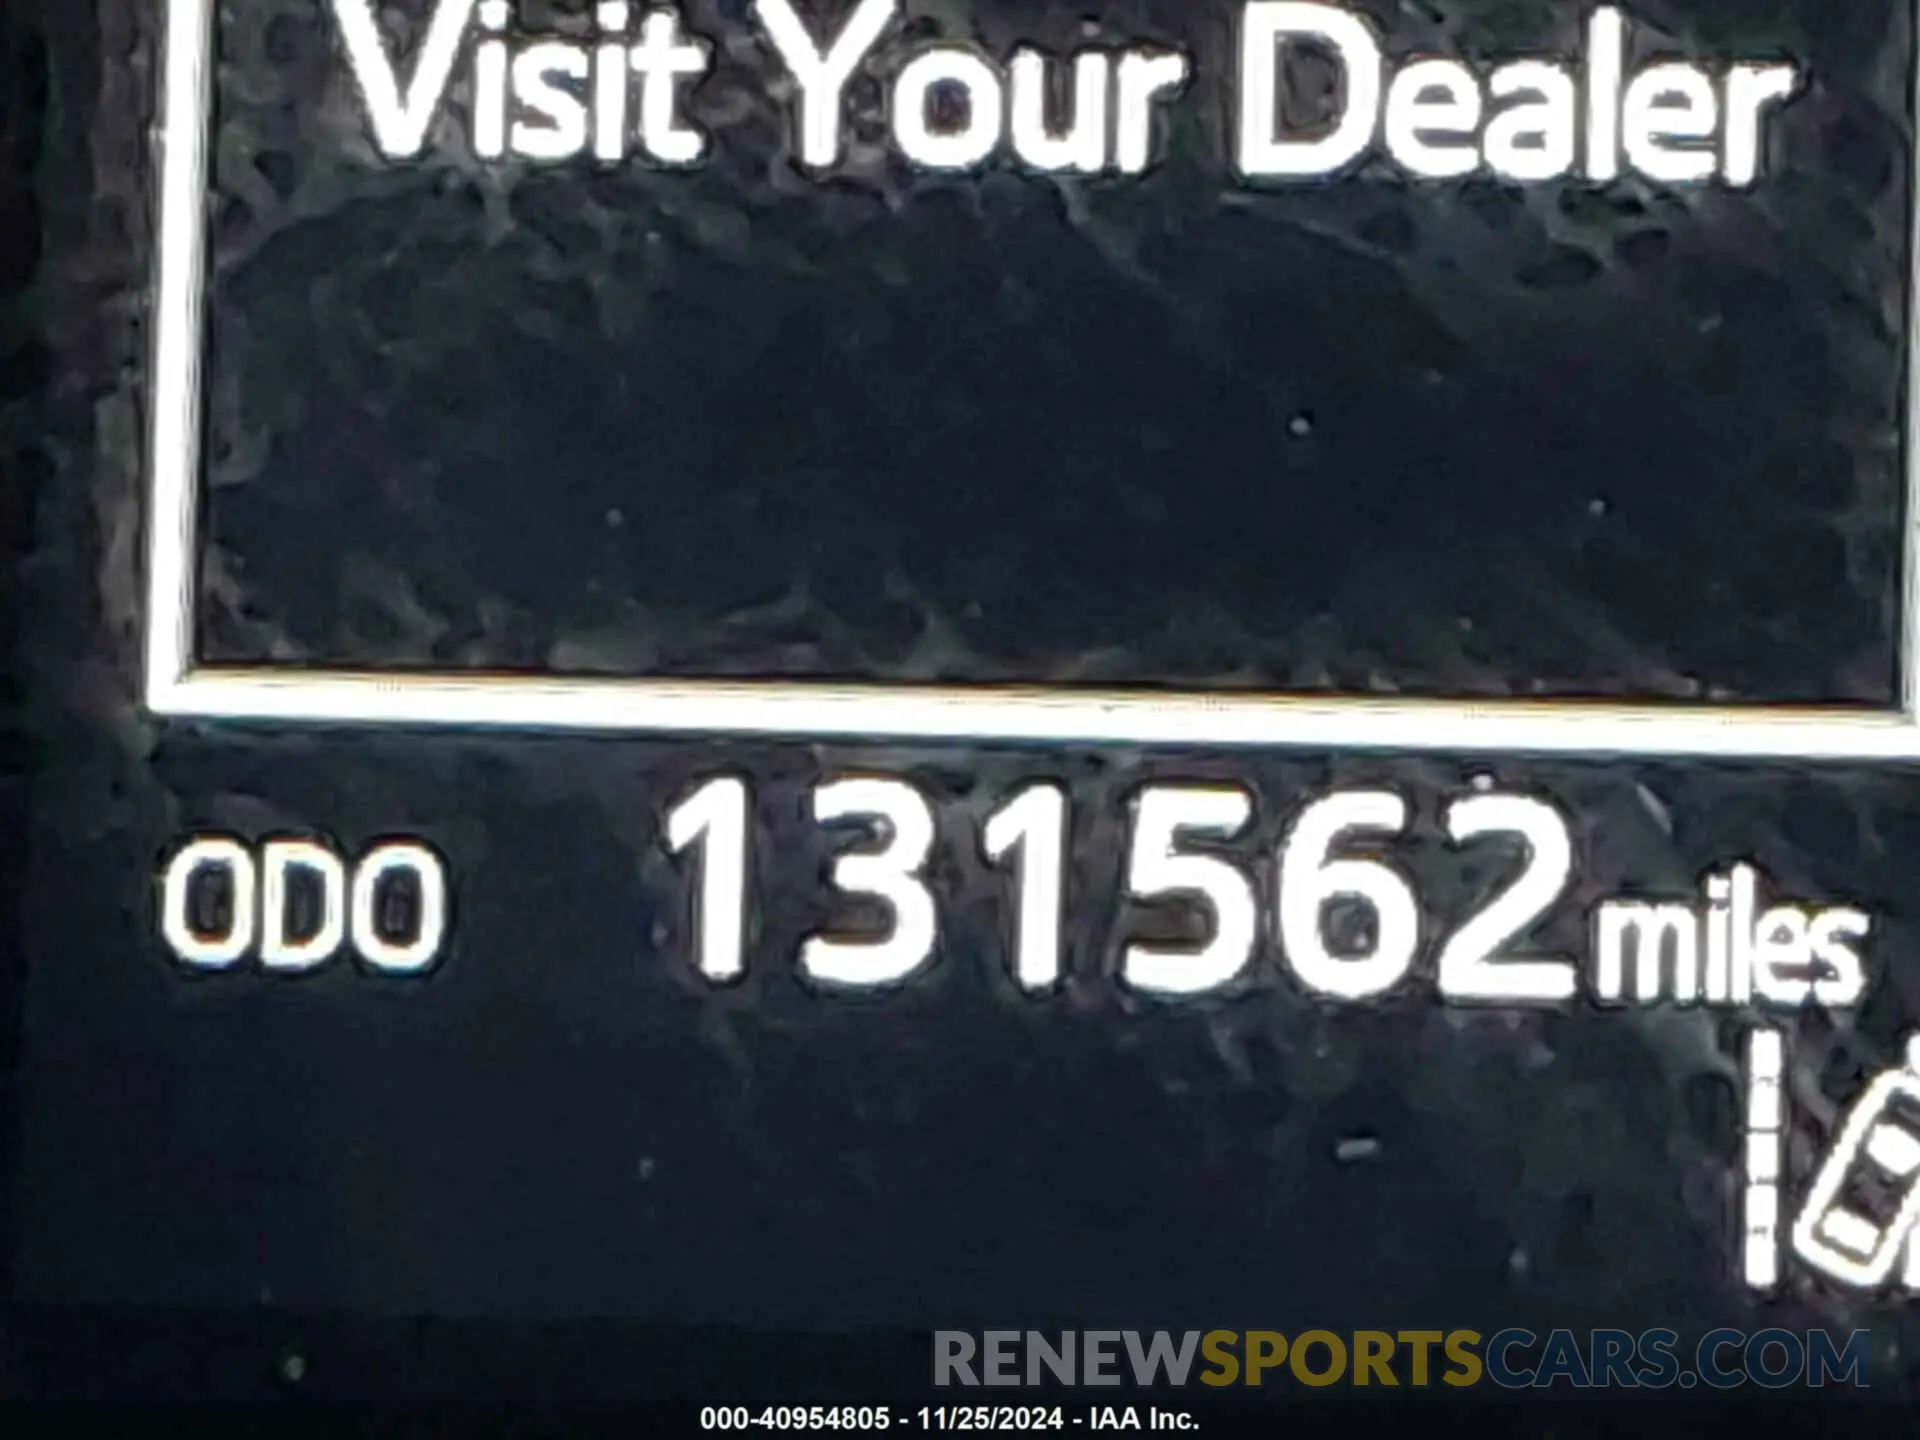 Visit Your Dealer
ODO 131562 miles
RENEWSPORTSCARS.COM
000-40954805 - 11/25/2024 - IAA Inc.